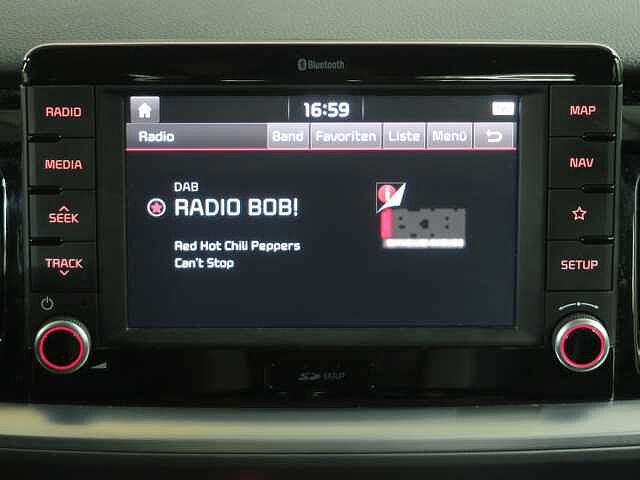 Bluetooth
RADIO
MEDIA
SEEK
TRACK
16:59
Radio Band Favoriten Liste Menü
DAB
RADIO BOB!
Red Hot Chili Peppers
Can't Stop
MAP
NAV
SETUP
SD MAP